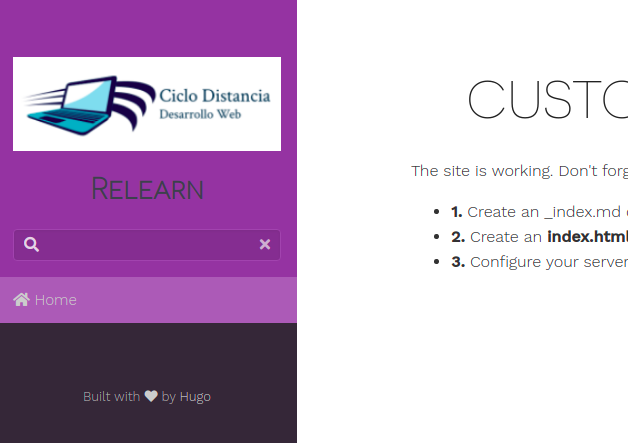 Ciclo Distancia
Desarrollo Web
RELEARN
Home
Built with by Hugo
CUSTO
The site is working. Don't forg
1. Create an _index.md
2. Create an index.html
3. Configure your server